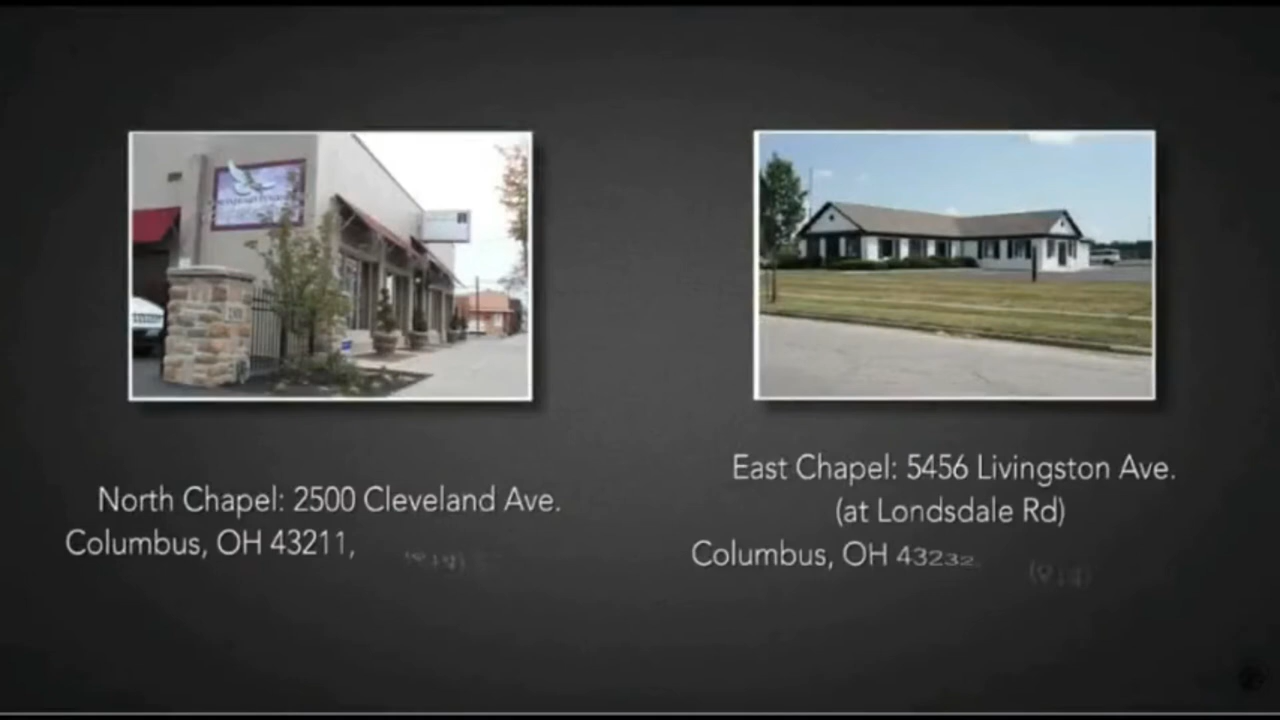 North Chapel: 2500 Cleveland Ave.
Columbus, OH 43211,
East Chapel: 5456 Livingston Ave.
(at Londsdale Rd)
Columbus, OH 43232